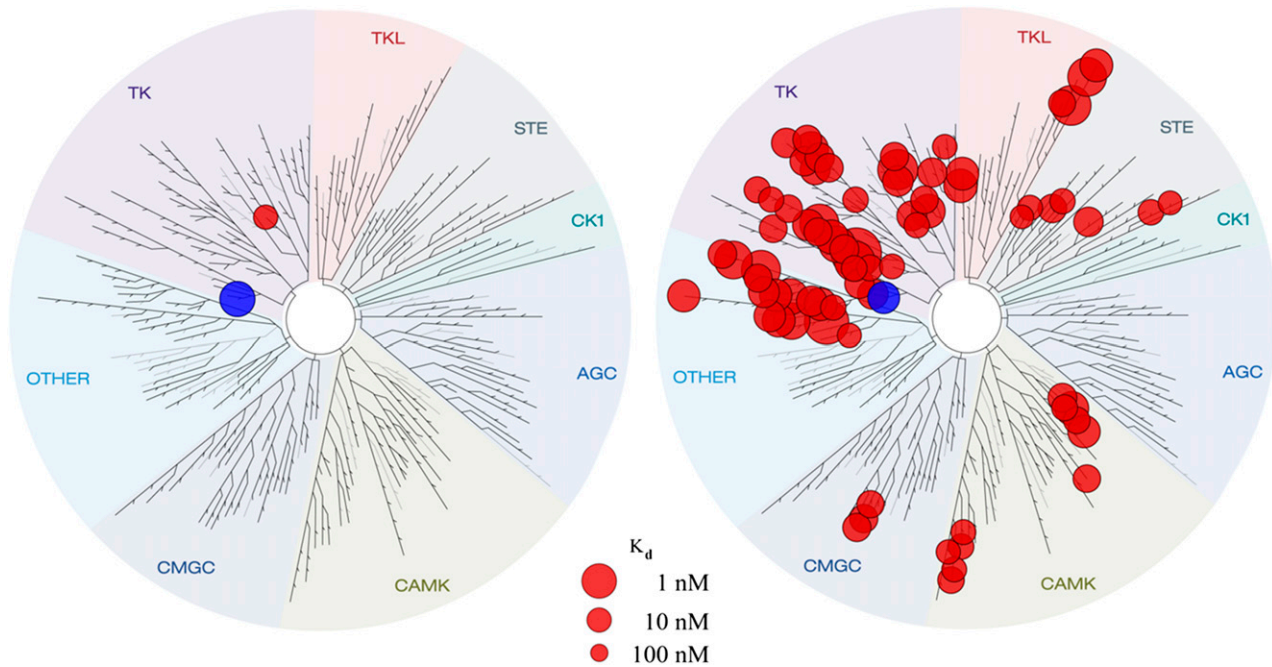 TKL
TK
STE
CK1
AGC
OTHER
CMGC
CAMK
TKL
TK
STE
CK1
AGC
OTHER
CMGC
CAMK
Kd
1 nM
10 nM
100 nM